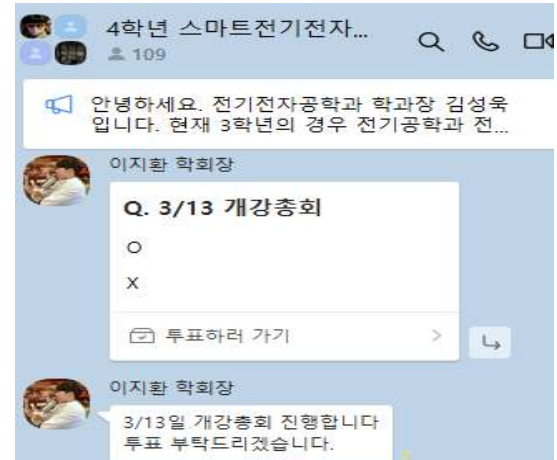 4학년 스마트전기전자...
109
안녕하세요. 전기전자공학과 학과장 김성욱
입니다. 현재 3학년의 경우 전기공학과 전...
이지환 학회장
Q. 3/13 개강총회
O
X
투표하러 가기
이지환 학회장
3/13일 개강총회 진행합니다
투표 부탁드리겠습니다.